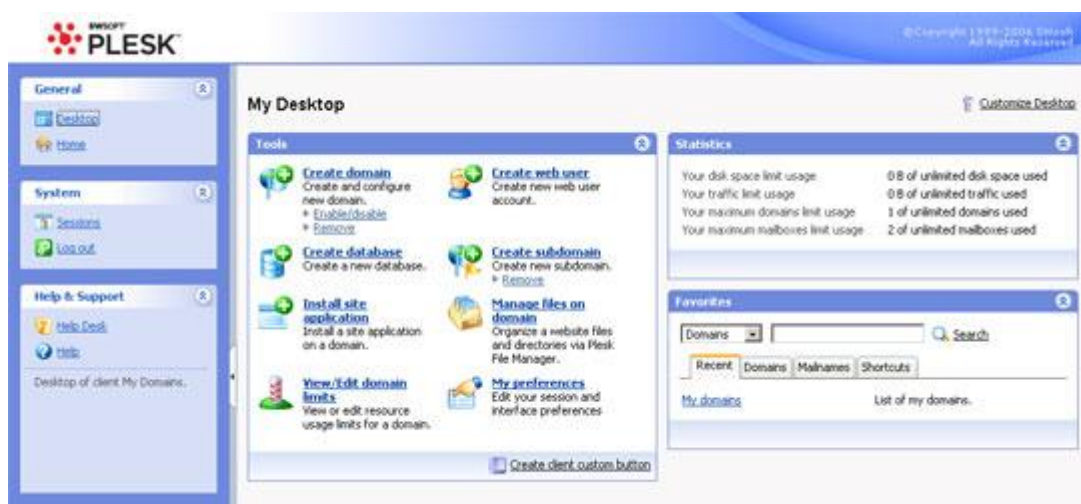 SWSOFT
PLESK
©Copyright 1999-2006 SWsoft
All Rights Reserved
General
Desktop
Home
System
Sessions
Log out
Help & Support
Help Desk
Help
Desktop of client My Domains.
My Desktop
Customize Desktop
Tools
Create domain
Create and configure
new domain.
Enable/disable
Remove
Create web user
Create new web user
account.
Create database
Create a new database.
Create subdomain
Create new subdomain.
Remove
Install site
application
Install a site application
on a domain.
Manage files on
domain
Organize a website files
and directories via Plesk
File Manager.
View/Edit domain
limits
View or edit resource
usage limits for a domain.
My preferences
Edit your session and
interface preferences
Create client custom button
Statistics
Your disk space limit usage 0 B of unlimited disk space used
Your traffic limit usage 0 B of unlimited traffic used
Your maximum domains limit usage 1 of unlimited domains used
Your maximum mailboxes limit usage 2 of unlimited mailboxes used
Favorites
Domains Search
Recent Domains Mailnames Shortcuts
My domains List of my domains.